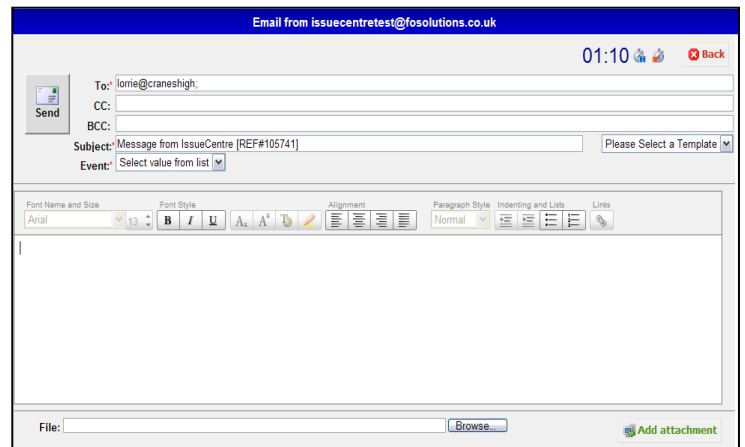 Email from issuecentretest@fosolutions.co.uk
01:10 Back
To:* lorrie@craneshigh;
Send
CC:
BCC:
Subject:* Message from IssueCentre [REF#105741] Please Select a Template
Event:* Select value from list
Font Name and Size Font Style Alignment Paragraph Style Indenting and Lists Links
Arial 13 B I U Normal
File: Browse... Add attachment